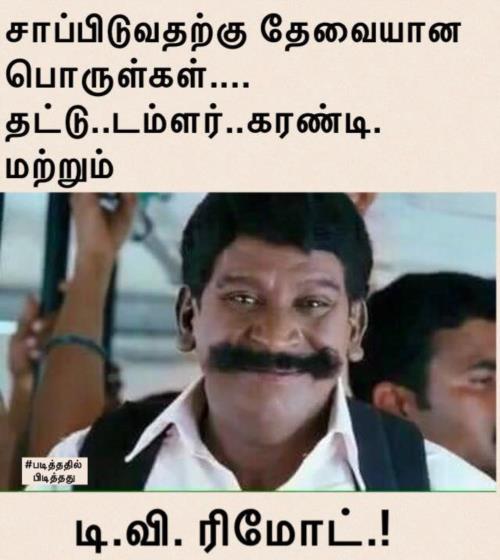 சாப்பிடுவதற்கு தேவையான
பொருள்கள்....
தட்டு..டம்ளர்..கரண்டி.
மற்றும்
#படித்ததில்
பிடித்தது
டி.வி. ரிமோட்.!